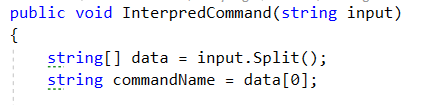 public void InterpredCommand(string input)
{
string[] data = input.Split();
string commandName = data[0];